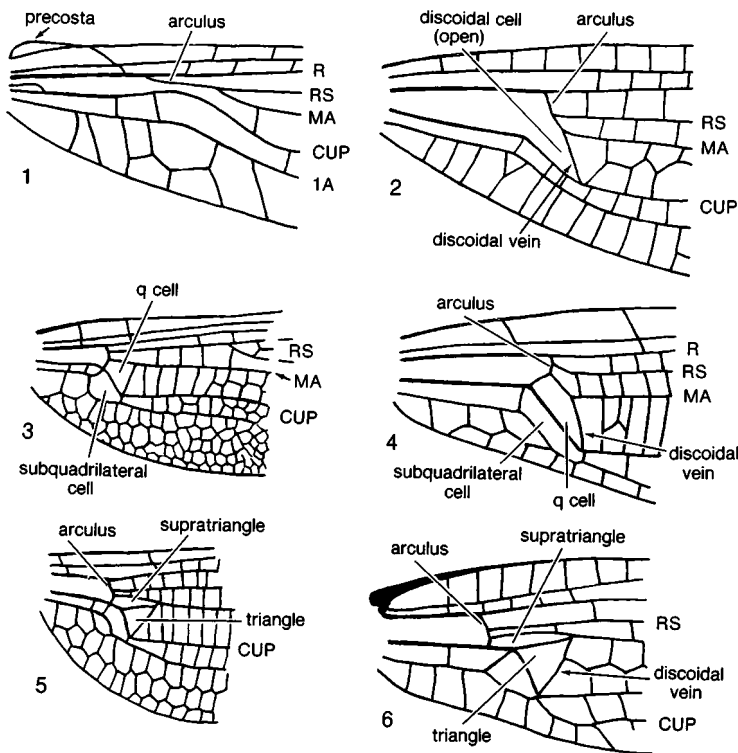 precosta
arculus
R
RS
MA
CUP
1A
1
discoidal cell
(open)
arculus
RS
MA
CUP
discoidal vein
2
q cell
RS
MA
CUP
subquadrilateral
cell
3
arculus
R
RS
MA
discoidal
vein
q cell
subquadrilateral
cell
4
arculus
supratriangle
triangle
CUP
5
arculus
supratriangle
RS
discoidal
vein
CUP
triangle
6